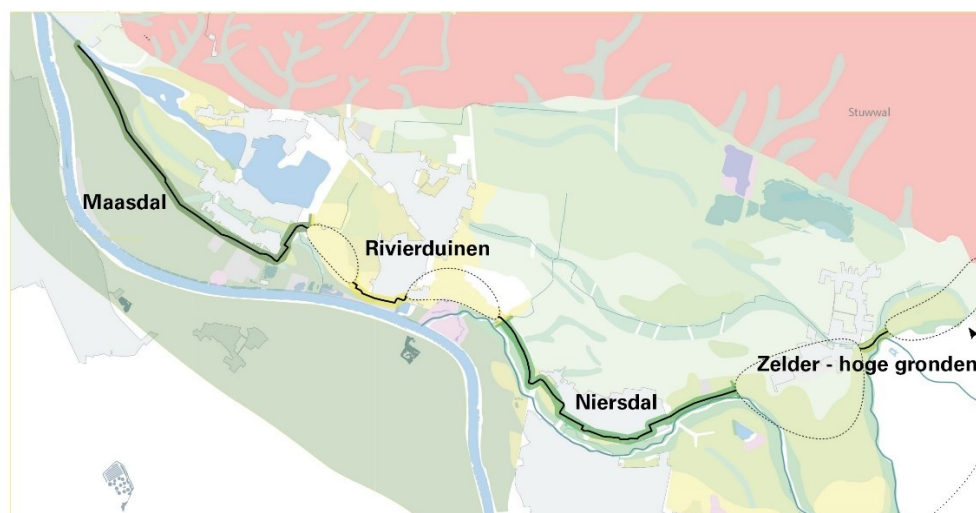 Stuwwal
Maasdal
Rivierduinen
Zelder - hoge gronden
Niersdal